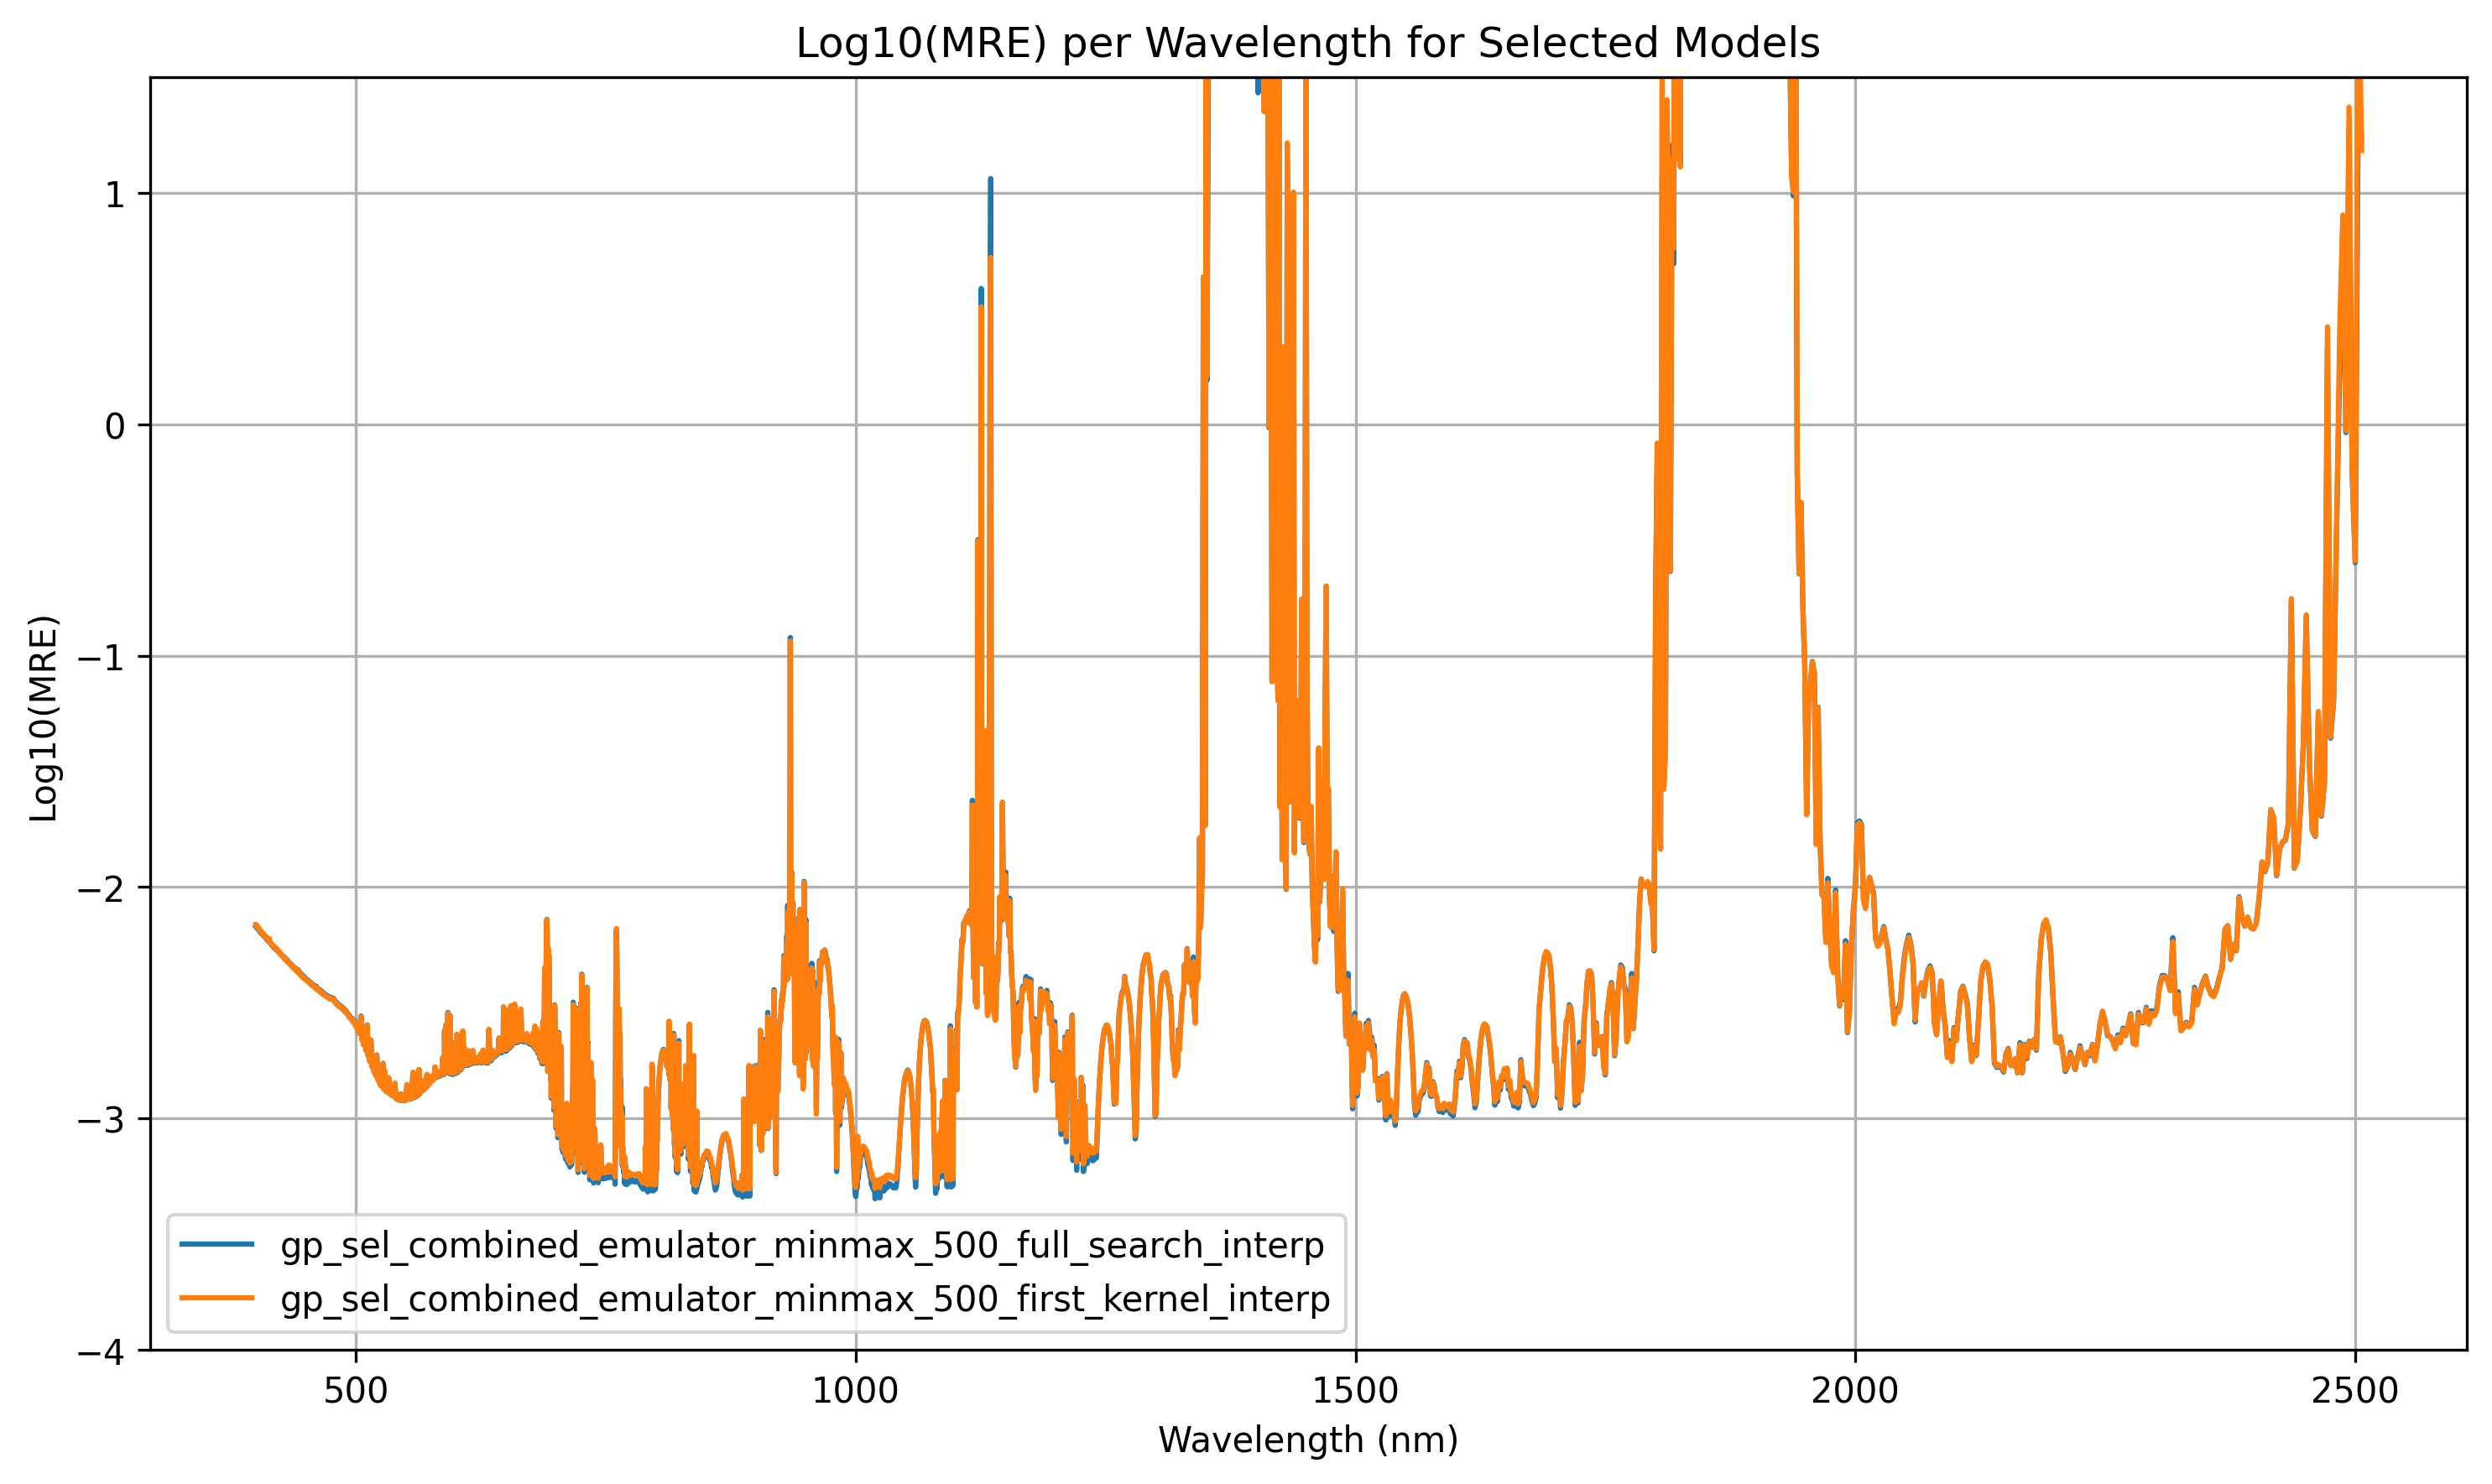 Log10(MRE) per Wavelength for Selected Models
Log10(MRE)
1
0
−1
−2
−3
−4
gp_sel_combined_emulator_minmax_500_full_search_interp
gp_sel_combined_emulator_minmax_500_first_kernel_interp
500
1000
1500
2000
2500
Wavelength (nm)